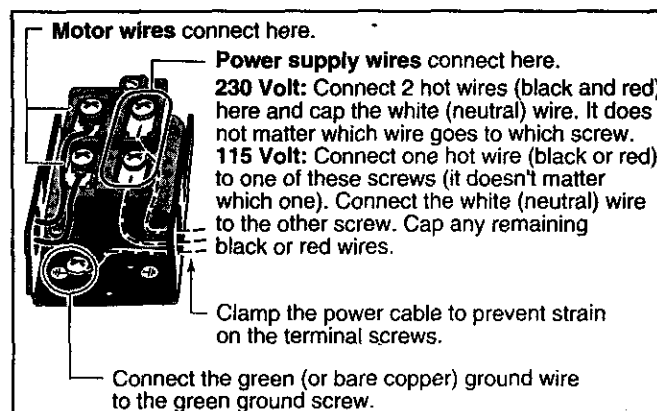 Motor wires connect here.
Power supply wires connect here.
230 Volt: Connect 2 hot wires (black and red)
here and cap the white (neutral) wire. It does
not matter which wire goes to which screw.
115 Volt: Connect one hot wire (black or red)
to one of these screws (it doesn't matter
which one). Connect the white (neutral) wire
to the other screw. Cap any remaining
black or red wires.
Clamp the power cable to prevent strain
on the terminal screws.
Connect the green (or bare copper) ground wire
to the green ground screw.